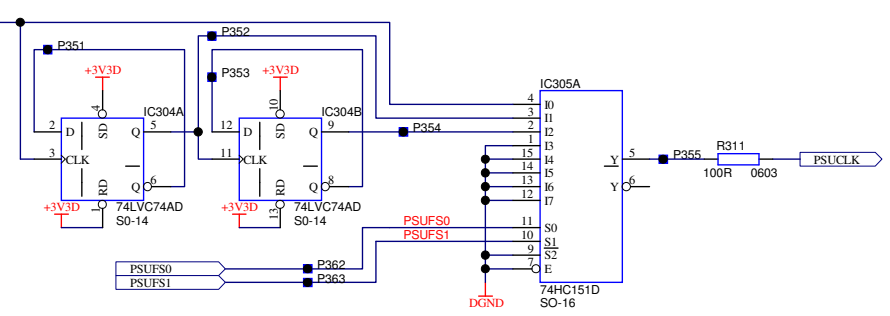 P351
P352
P353
+3V3D
+3V3D
IC304A
IC304B
IC305A
4
SD
2
D
Q
5
3
CLK
Q
6
RD
1
+3V3D
74LVC74AD
S0-14
10
SD
12
D
Q
9
11
CLK
Q
8
RD
13
+3V3D
74LVC74AD
S0-14
P354
4 I0
3 I1
2 I2
1 I3
15 I4
14 I5
13 I6
12 I7
11 S0
10 S1
9 S2
7 E
Y 5
Y 6
74HC151D
SO-16
P355
R311
100R 0603
PSUCLK
PSUFS0
PSUFS1
PSUFS0
PSUFS1
P362
P363
DGND